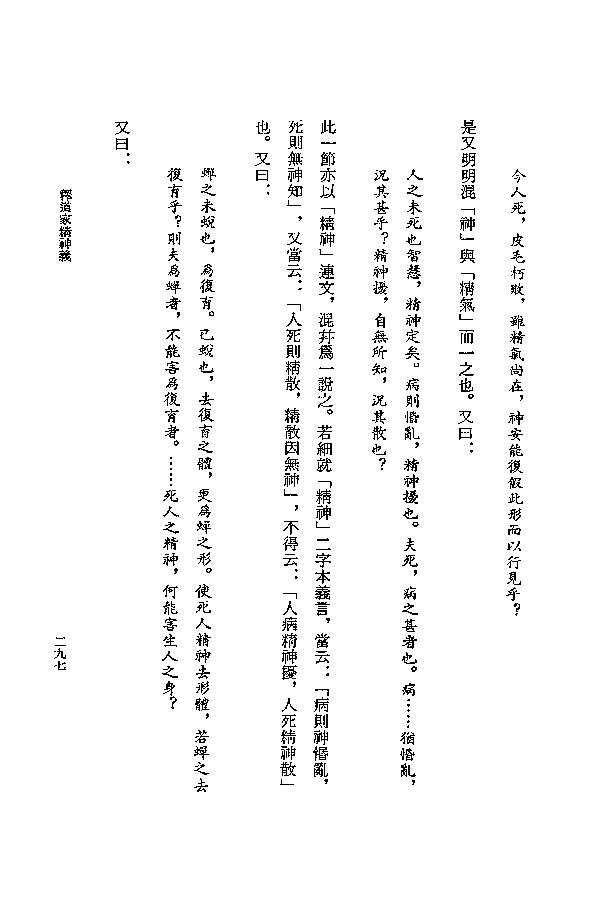 今人死，皮毛朽敗，雖精氣尚在，神安能復假此形而以行見乎？
是又明明混「神」與「精氣」而一之也。又曰：
人之未死也智慧，精神定矣。病則惛亂，精神擾也。夫死，病之甚者也。病……猶惛亂，
況其甚乎？精神擾，自無所知，況其散也？
此一節亦以「精神」連文，混幷爲一說之。若細就「精神」二字本義言，當云：「病則神惛亂，
死則無神知」，又當云：「人死則精散，精散因無神」，不得云：「人病精神擾，人死精神散」
也。又曰：
蟬之未蛻也，爲復育。已蛻也，去復育之體，更爲蟬之形。使死人精神去形體，若蟬之去
復育乎？則夫爲蟬者，不能害爲復育者。……死人之精神，何能害生人之身？
又曰：
釋道家精神義
二九七